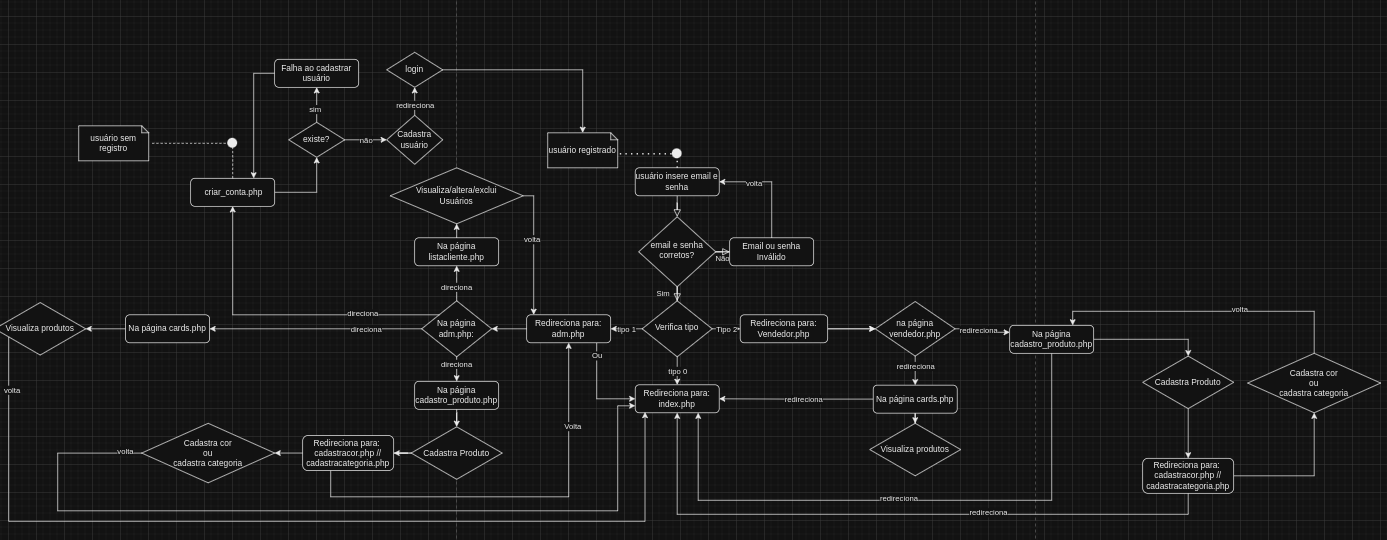 Falha ao cadastrar
usuário
login
sim
redireciona
usuário sem
registro
existe?
não
Cadastra
usuário
usuário registrado
criar_conta.php
Visualiza/altera/exclui
Usuários
usuário insere email e
senha
volta
volta
Na página
listacliente.php
email e senha
corretos?
Não
Email ou senha
Inválido
direciona
Sim
Visualiza produtos
Na página cards.php
direciona
direciona
Na página
adm.php:
Redireciona para:
adm.php
tipo 1
Verifica tipo
Tipo 2
Redireciona para:
Vendedor.php
na página
vendedor.php
redireciona
Na página
cadastro_produto.php
volta
direciona
Ou
tipo 0
redireciona
volta
Na página
cadastro_produto.php
Redireciona para:
index.php
redireciona
Na página cards.php
Cadastra Produto
Cadastra cor
ou
cadastra categoria
Volta
volta
Cadastra cor
ou
cadastra categoria
Redireciona para:
cadastracor.php //
cadastracategoria.php
Cadastra Produto
Visualiza produtos
Redireciona para:
cadastracor.php //
cadastracategoria.php
redireciona
redireciona